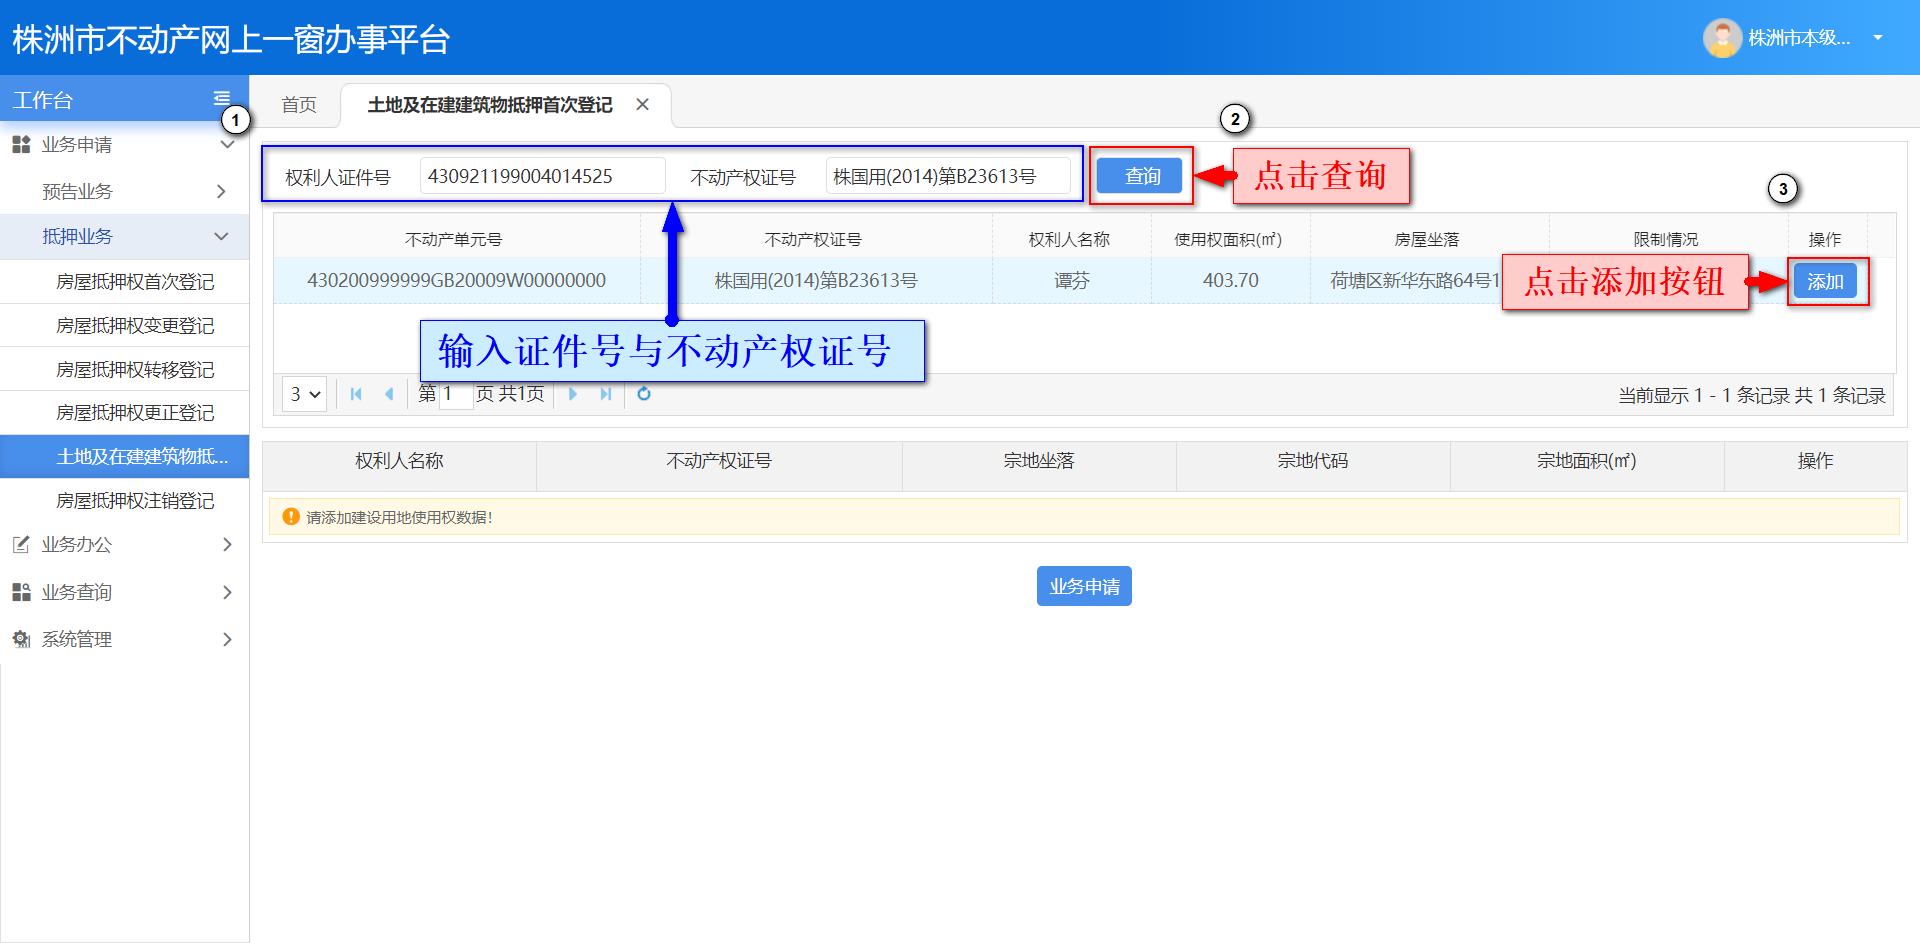 株洲市不动产网上一窗办事平台
株洲市本级...
工作台
首页
土地及在建建筑物抵押首次登记
1
2
3
业务申请
预告业务
抵押业务
房屋抵押权首次登记
房屋抵押权变更登记
房屋抵押权转移登记
房屋抵押权更正登记
土地及在建建筑物抵...
房屋抵押权注销登记
业务办公
业务查询
系统管理
权利人证件号 430921199004014525 不动产权证号 株国用(2014)第B23613号 查询
点击查询
不动产单元号 不动产权证号 权利人名称 使用权面积(㎡) 房屋坐落 限制情况 操作
430200999999GB20009W00000000 株国用(2014)第B23613号 谭芬 403.70 荷塘区新华东路64号1 添加
点击添加按钮
输入证件号与不动产权证号
3 第 1 页 共1页 当前显示 1 - 1 条记录 共 1 条记录
权利人名称 不动产权证号 宗地坐落 宗地代码 宗地面积(㎡) 操作
请添加建设用地使用权数据!
业务申请